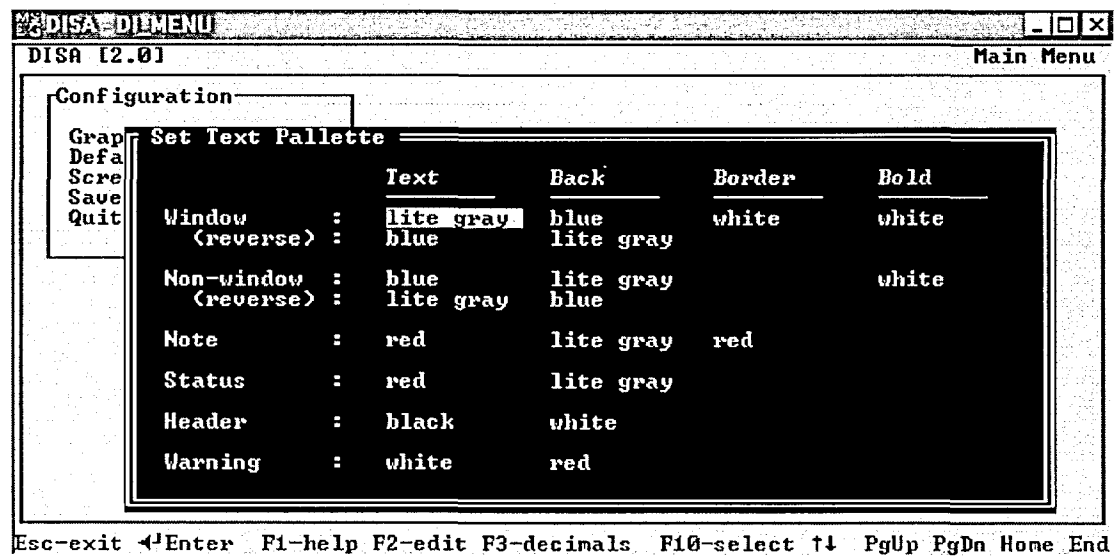 DISA - DILMENU
DISA [2.0] Main Menu
Configuration
Grap
Defa
Scre
Save
Quit
Set Text Pallette
Text Back Border Bold
Window : lite gray blue white white
(reverse) : blue lite gray
Non-window : blue lite gray white
(reverse) : lite gray blue
Note : red lite gray red
Status : red lite gray
Header : black white
Warning : white red
Esc-exit ↵Enter F1-help F2-edit F3-decimals F10-select ↑↓ PgUp PgDn Home End